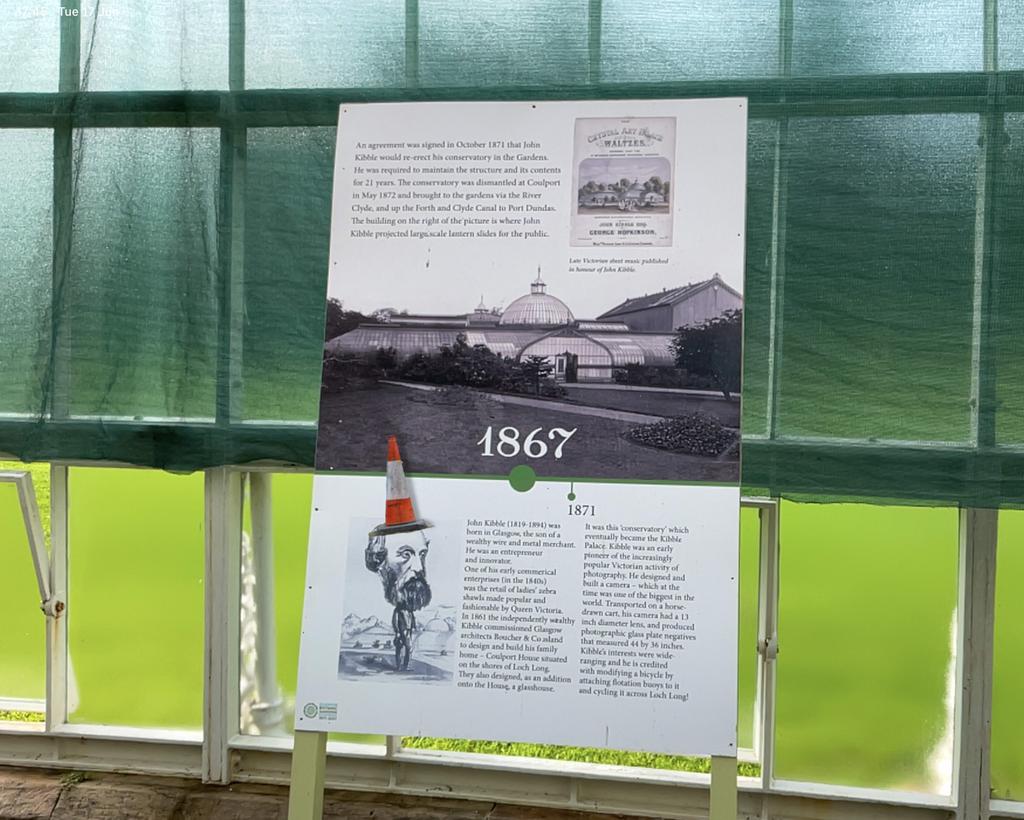 Tue 17 Jun
An agreement was signed in October 1871 that John
Kibble would re-erect his conservatory in the Gardens.
He was required to maintain the structure and its contents
for 21 years. The conservatory was dismantled at Coulport
in May 1872 and brought to the gardens via the River
Clyde, and up the Forth and Clyde Canal to Port Dundas.
The building on the right of the picture is where John
Kibble projected large scale lantern slides for the public.
CRYSTAL ART PALACE
WALTZES
JOHN KIBBLE ESQ.
GEORGE HOPKINSON,
Late Victorian sheet music published
in honour of John Kibble.
1867
1871
John Kibble (1819-1894) was
born in Glasgow, the son of a
wealthy wire and metal merchant.
He was an entrepreneur
and innovator.
One of his early commerical
enterprises (in the 1840s)
was the retail of ladies' zebra
shawls made popular and
fashionable by Queen Victoria.
In 1861 the independently wealthy
Kibble commissioned Glasgow
architects Boucher & Cousland
to design and build his family
home – Coulport House situated
on the shores of Loch Long.
They also designed, as an addition
onto the House, a glasshouse.
It was this 'conservatory' which
eventually became the Kibble
Palace. Kibble was an early
pioneer of the increasingly
popular Victorian activity of
photography. He designed and
built a camera – which at the
time was one of the biggest in the
world. Transported on a horse-
drawn cart, his camera had a 13
inch diameter lens, and produced
photographic glass plate negatives
that measured 44 by 36 inches.
Kibble's interests were wide-
ranging and he is credited
with modifying a bicycle by
attaching flotation buoys to it
and cycling it across Loch Long!